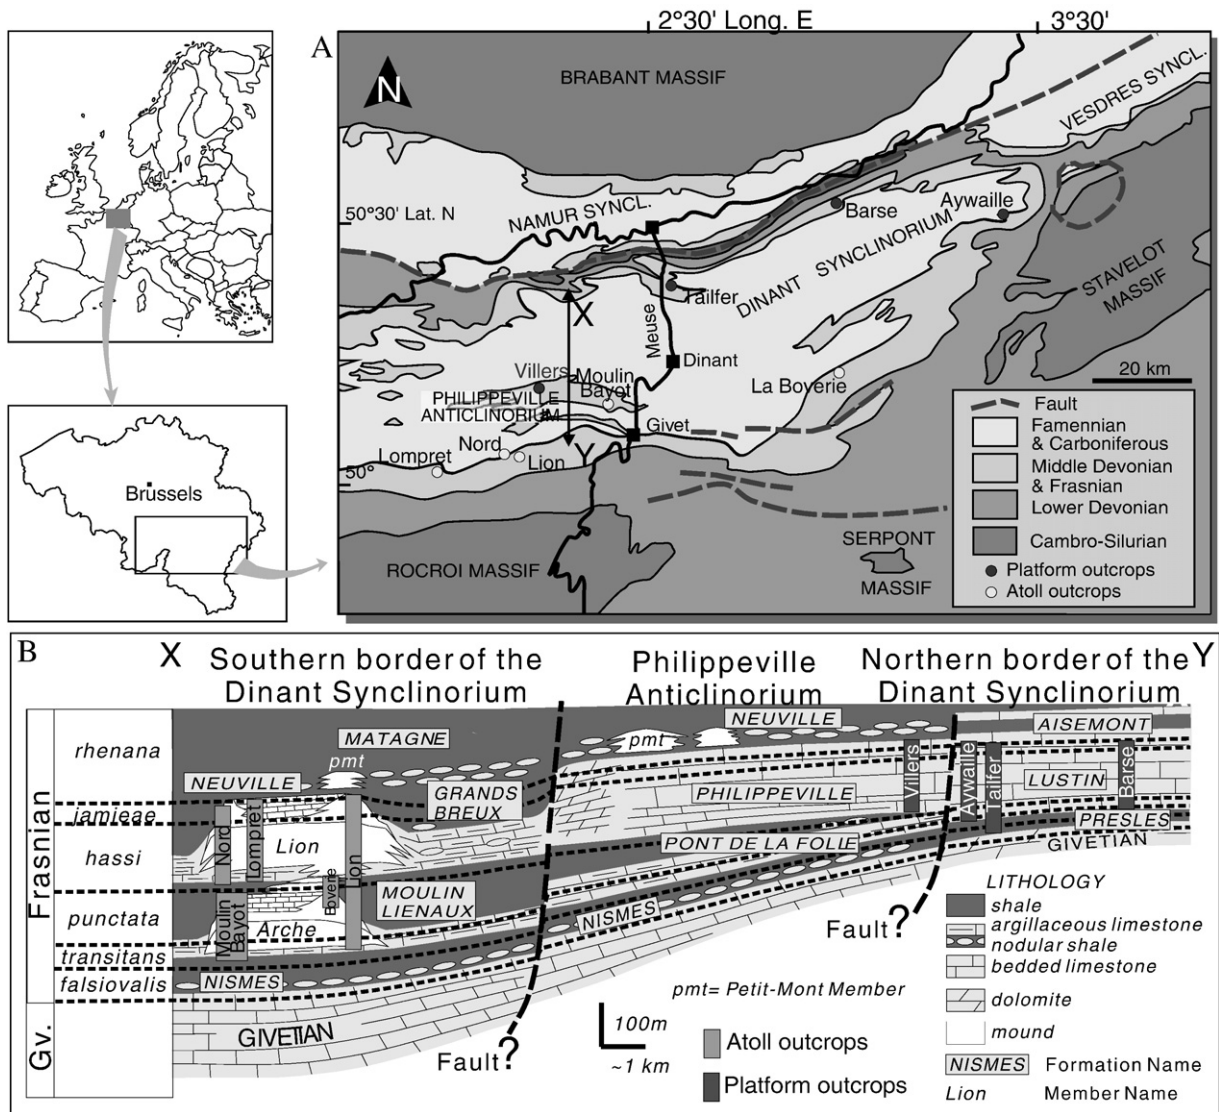 2°30' Long. E
3°30'
A
N
BRABANT MASSIF
VESDRES SYNCL.
50°30' Lat. N
NAMUR SYNCL.
Barse
Aywaille
DINANT SYNCLINORIUM
STAVELOT
MASSIF
Tailfer
X
Meuse
Villers
Moulin
Bayot
Dinant
La Boverie
20 km
PHILIPPEVILLE
ANTICLINORIUM
Givet
Nord
Lion
Lompret
Y
50°
ROCROI MASSIF
SERPONT
MASSIF
Fault
Famennian
& Carboniferous
Middle Devonian
& Frasnian
Lower Devonian
Cambro-Silurian
Platform outcrops
Atoll outcrops
Brussels
B
X
Southern border of the
Dinant Synclinorium
Philippeville
Anticlinorium
Northern border of the
Dinant Synclinorium
Y
Frasnian
Gv.
rhenana
jamieae
hassi
punctata
transitans
falsiovalis
MATAGNE
pmt
NEUVILLE
GRANDS
BREUX
Nord
Lompret
Lion
Lion
Boverie
MOULIN
LIENAUX
Moulin
Bayot
Arche
NISMES
GIVETIAN
Fault?
NEUVILLE
pmt
PHILIPPEVILLE
PONT DE LA FOLIE
NISMES
Villers
Aywaille
Tailfer
Barse
AISEMONT
LUSTIN
PRESLES
GIVETIAN
Fault?
LITHOLOGY
shale
argillaceous limestone
nodular shale
bedded limestone
dolomite
mound
NISMES Formation Name
Lion Member Name
pmt= Petit-Mont Member
100m
~1 km
Atoll outcrops
Platform outcrops